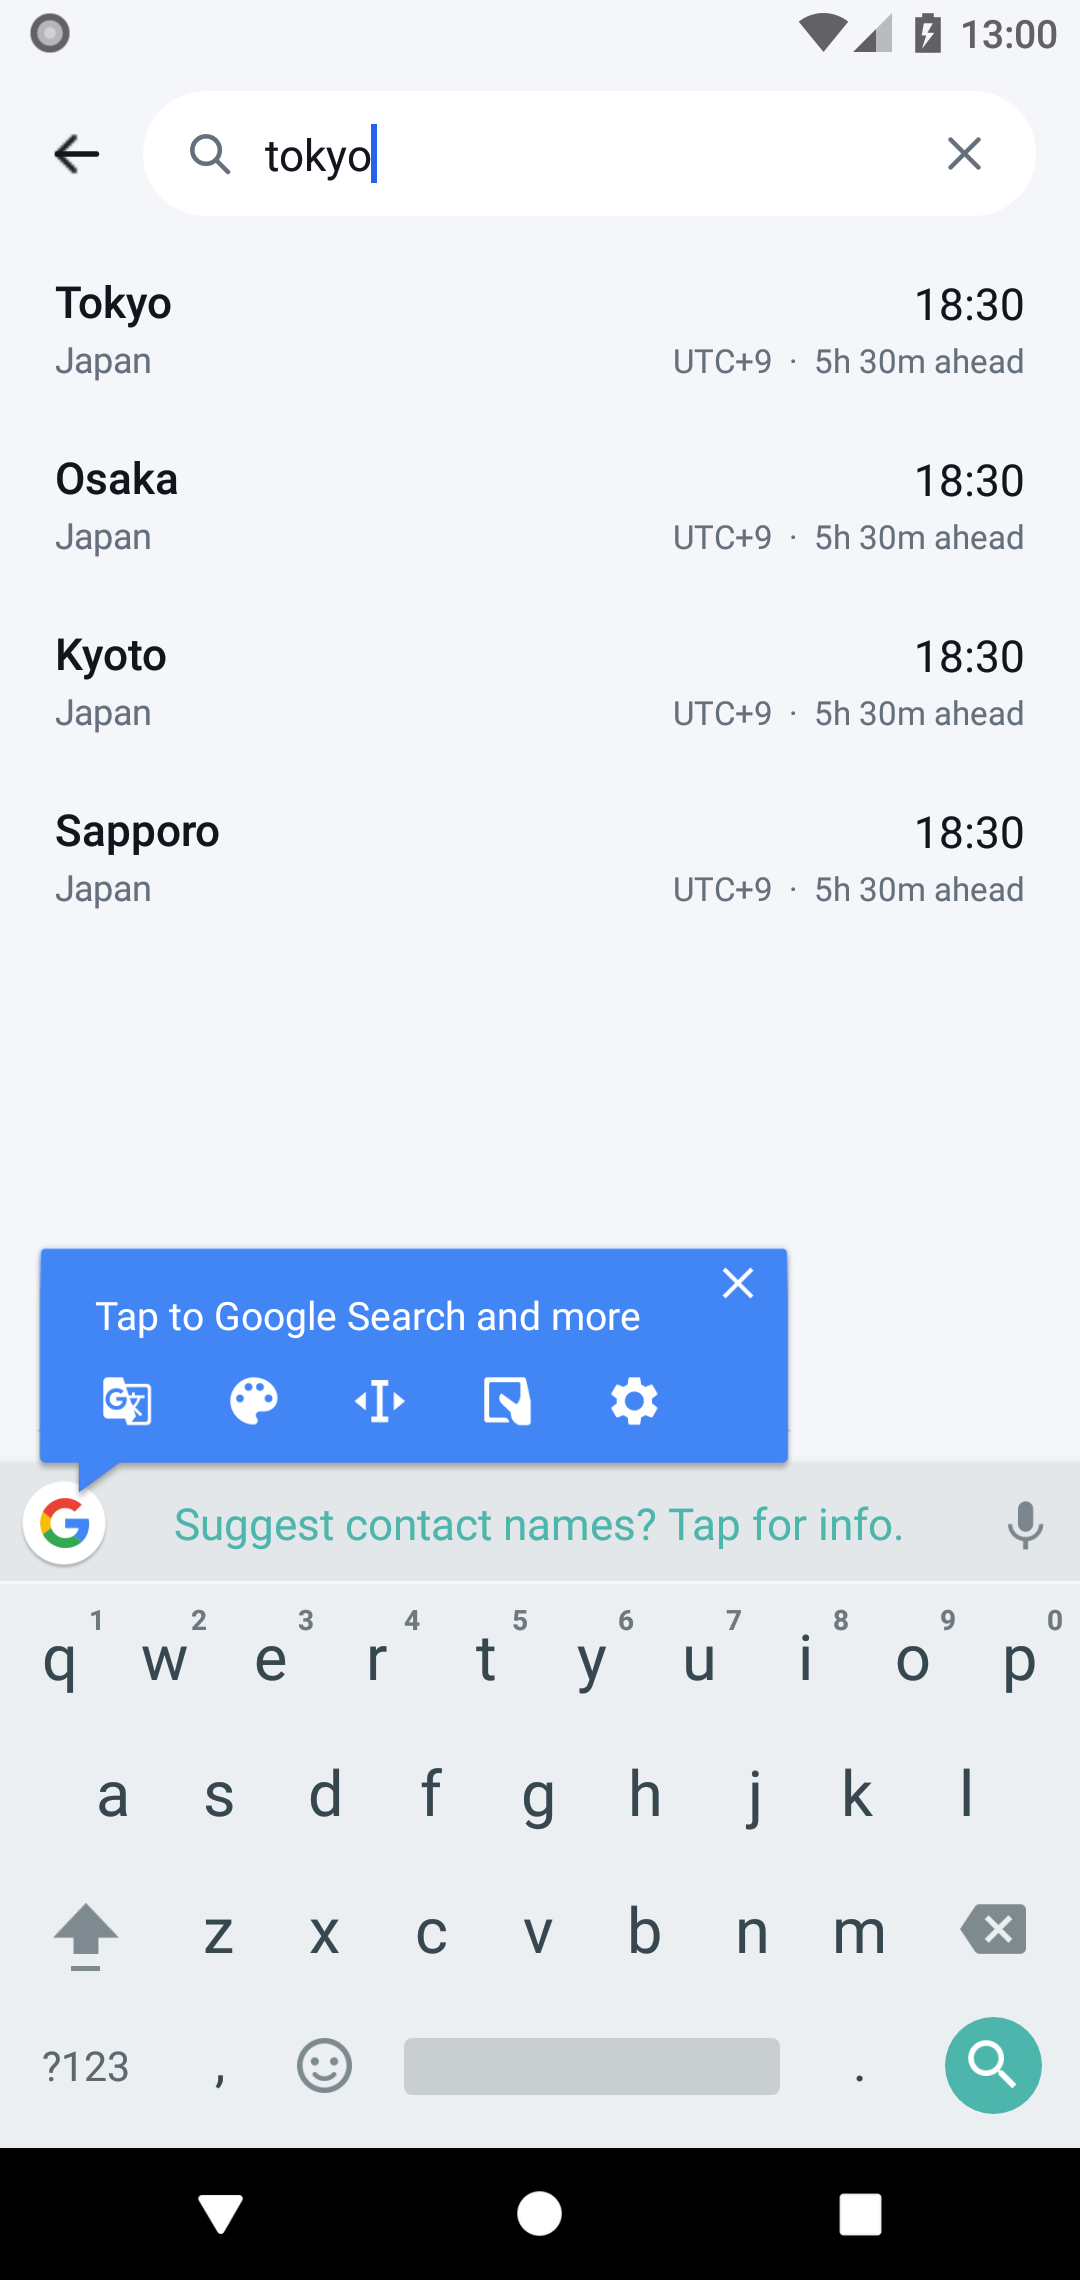 13:00
tokyo
Tokyo 18:30
Japan UTC+9 · 5h 30m ahead
Osaka 18:30
Japan UTC+9 · 5h 30m ahead
Kyoto 18:30
Japan UTC+9 · 5h 30m ahead
Sapporo 18:30
Japan UTC+9 · 5h 30m ahead
Tap to Google Search and more
Suggest contact names? Tap for info.
1 2 3 4 5 6 7 8 9 0
q w e r t y u i o p
a s d f g h j k l
z x c v b n m
?123 , .